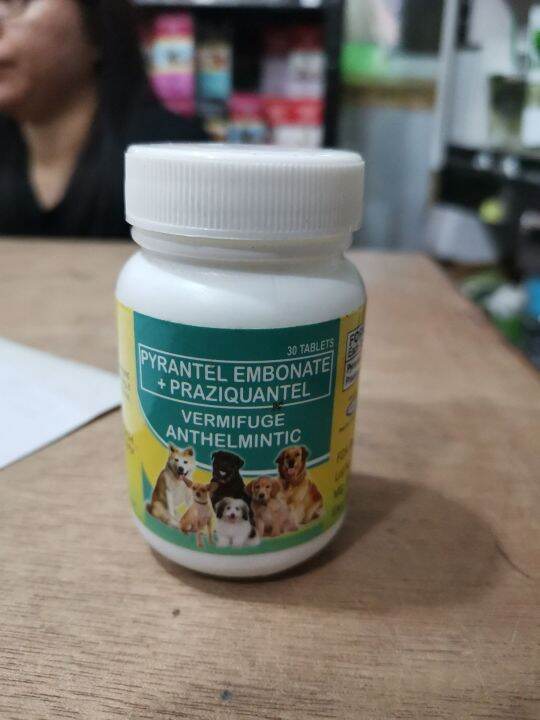 30 TABLETS
PYRANTEL EMBONATE
+ PRAZIQUANTEL
VERMIFUGE
ANTHELMINTIC